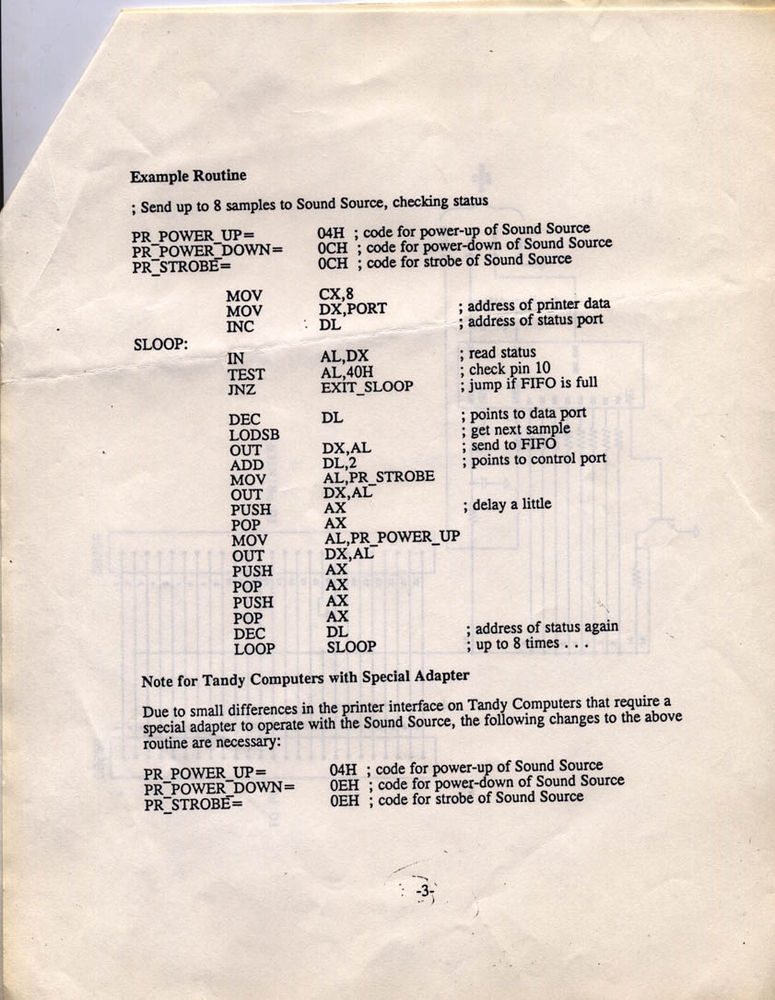 Example Routine
; Send up to 8 samples to Sound Source, checking status
PR_POWER_UP= 04H ; code for power-up of Sound Source
PR_POWER_DOWN= 0CH ; code for power-down of Sound Source
PR_STROBE= 0CH ; code for strobe of Sound Source
MOV CX,8
MOV DX,PORT ; address of printer data
INC DL ; address of status port
SLOOP:
IN AL,DX ; read status
TEST AL,40H ; check pin 10
JNZ EXIT_SLOOP ; jump if FIFO is full
DEC DL ; points to data port
LODSB ; get next sample
OUT DX,AL ; send to FIFO
ADD DL,2 ; points to control port
MOV AL,PR_STROBE
OUT DX,AL
PUSH AX ; delay a little
POP AX
MOV AL,PR_POWER_UP
OUT DX,AL
PUSH AX
POP AX
PUSH AX
POP AX
DEC DL ; address of status again
LOOP SLOOP ; up to 8 times . . .
Note for Tandy Computers with Special Adapter
Due to small differences in the printer interface on Tandy Computers that require a
special adapter to operate with the Sound Source, the following changes to the above
routine are necessary:
PR_POWER_UP= 04H ; code for power-up of Sound Source
PR_POWER_DOWN= 0EH ; code for power-down of Sound Source
PR_STROBE= 0EH ; code for strobe of Sound Source
-3-